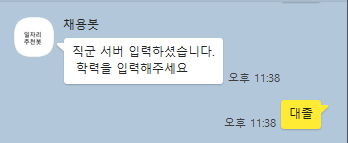 일자리
추천봇
채용봇
직군 서버 입력하셨습니다.
학력을 입력해주세요
오후 11:38
대졸
오후 11:38